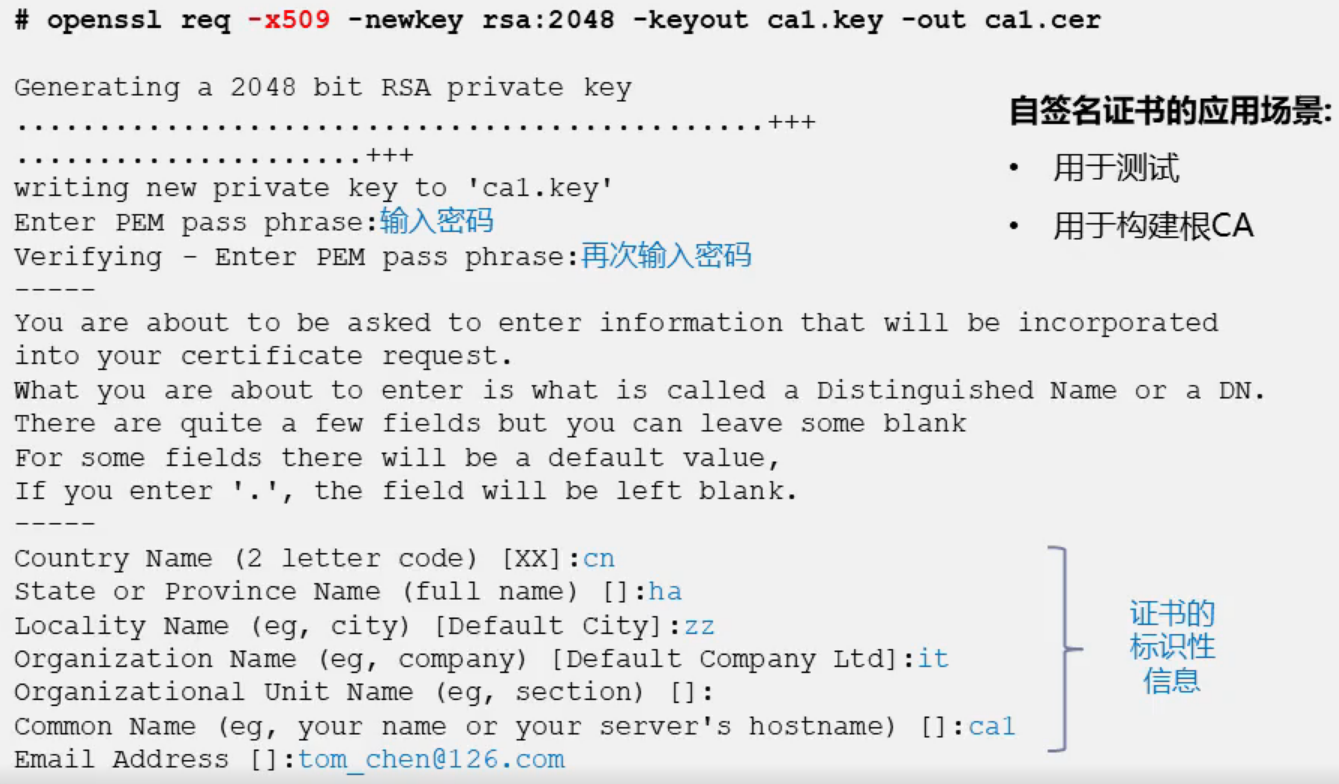 # openssl req -x509 -newkey rsa:2048 -keyout ca1.key -out ca1.cer
Generating a 2048 bit RSA private key
..............................................+++
.....................+++
writing new private key to 'ca1.key'
Enter PEM pass phrase:输入密码
Verifying - Enter PEM pass phrase:再次输入密码
-----
You are about to be asked to enter information that will be incorporated
into your certificate request.
What you are about to enter is what is called a Distinguished Name or a DN.
There are quite a few fields but you can leave some blank
For some fields there will be a default value,
If you enter '.', the field will be left blank.
-----
Country Name (2 letter code) [XX]:cn
State or Province Name (full name) []:ha
Locality Name (eg, city) [Default City]:zz
Organization Name (eg, company) [Default Company Ltd]:it
Organizational Unit Name (eg, section) []:
Common Name (eg, your name or your server's hostname) []:ca1
Email Address []:tom_chen@126.com
自签名证书的应用场景:
• 用于测试
• 用于构建根CA
证书的
标识性
信息